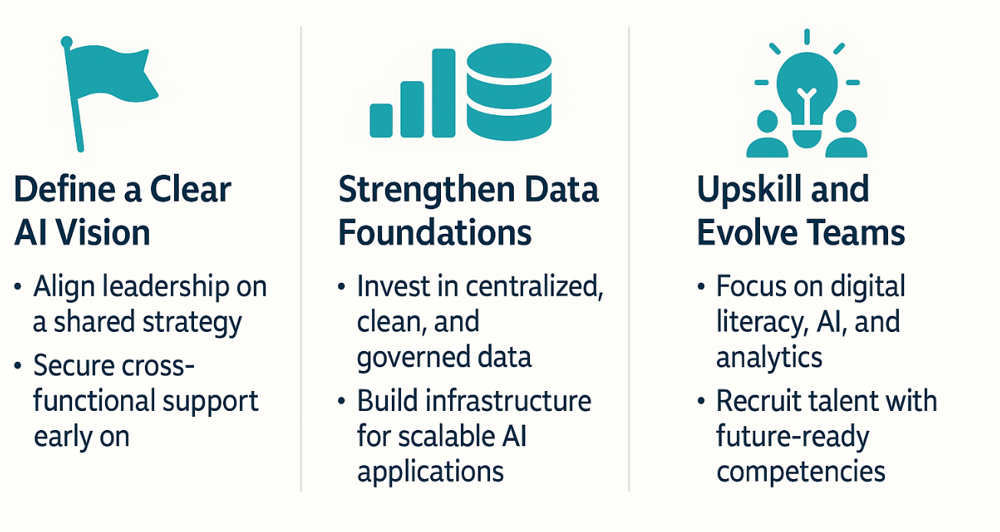 Define a Clear
AI Vision
• Align leadership on
a shared strategy
• Secure cross-
functional support
early on
Strengthen Data
Foundations
• Invest in centralized,
clean, and
governed data
• Build infrastructure
for scalable AI
applications
Upskill and
Evolve Teams
• Focus on digital
literacy, AI, and
analytics
• Recruit talent with
future-ready
competencies